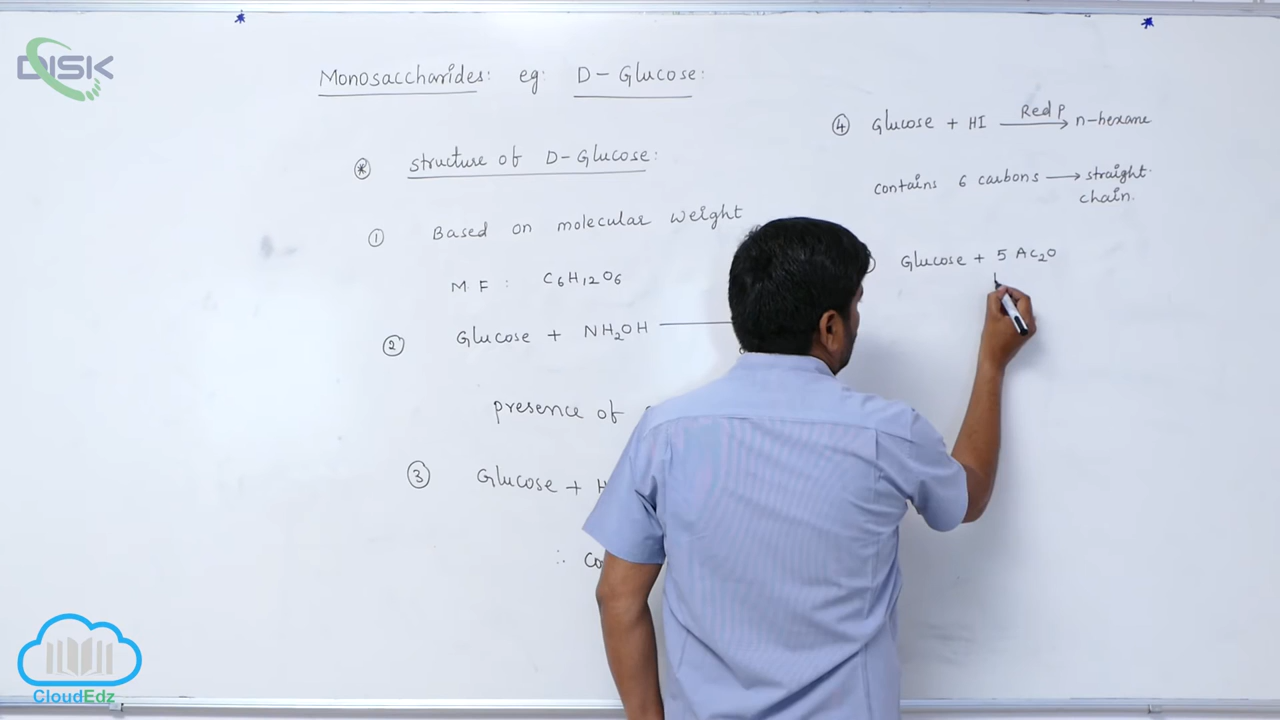 DISK
Monosaccharides: eg: D-Glucose:
* structure of D-Glucose:
① Based on molecular weight
MF: C6H12O6
② Glucose + NH2OH
presence of
③ Glucose + H
∴ Co
④ Glucose + HI Red P → n-hexane
contains 6 carbons → straight chain.
Glucose + 5 Ac2O
CloudEdz